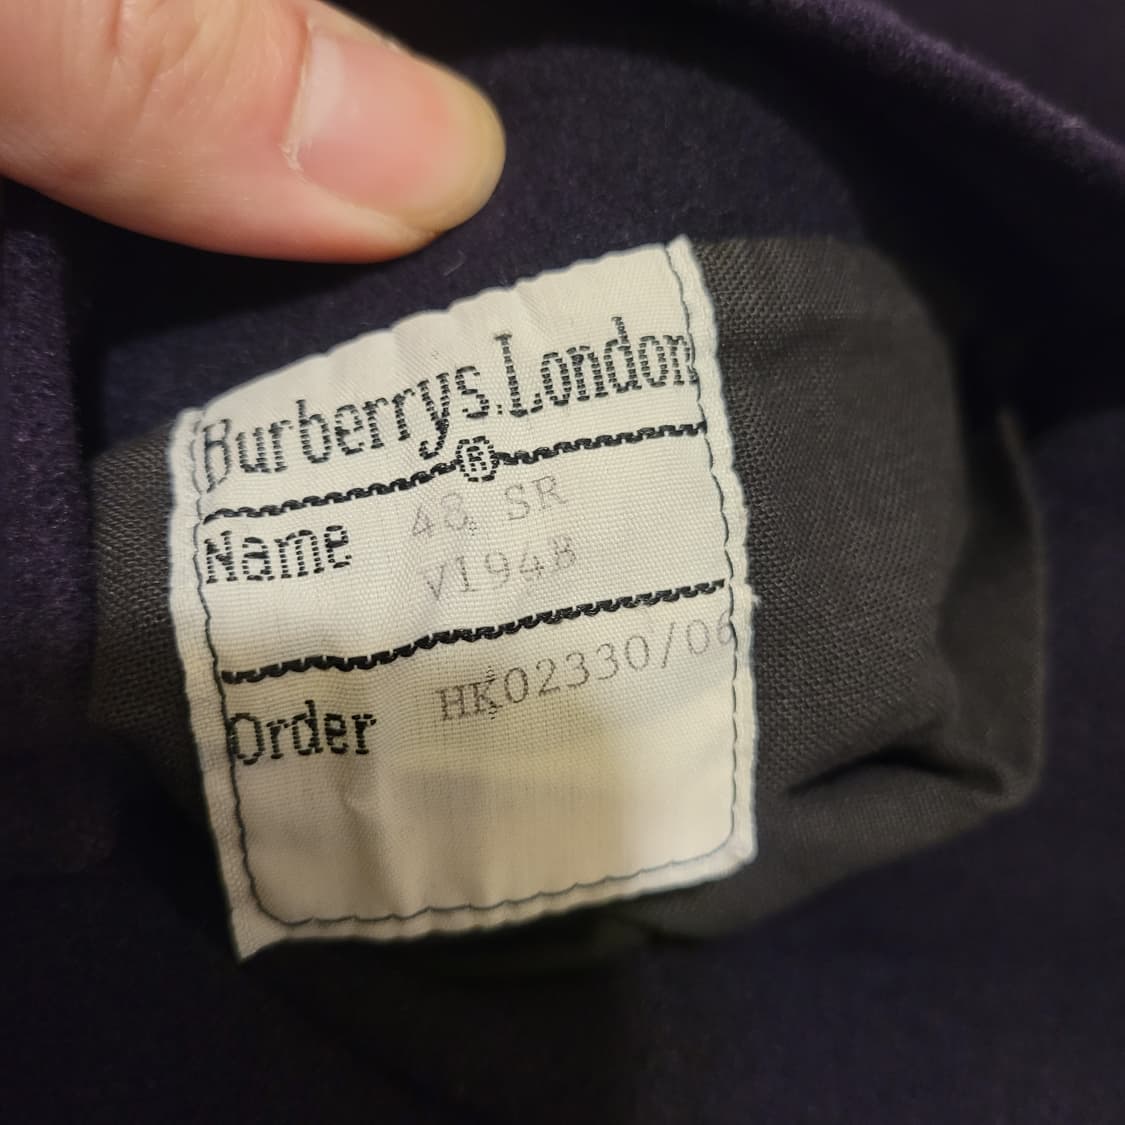 Burberrys.London
®
Name 48 SR
v1948
Order HK02330/06